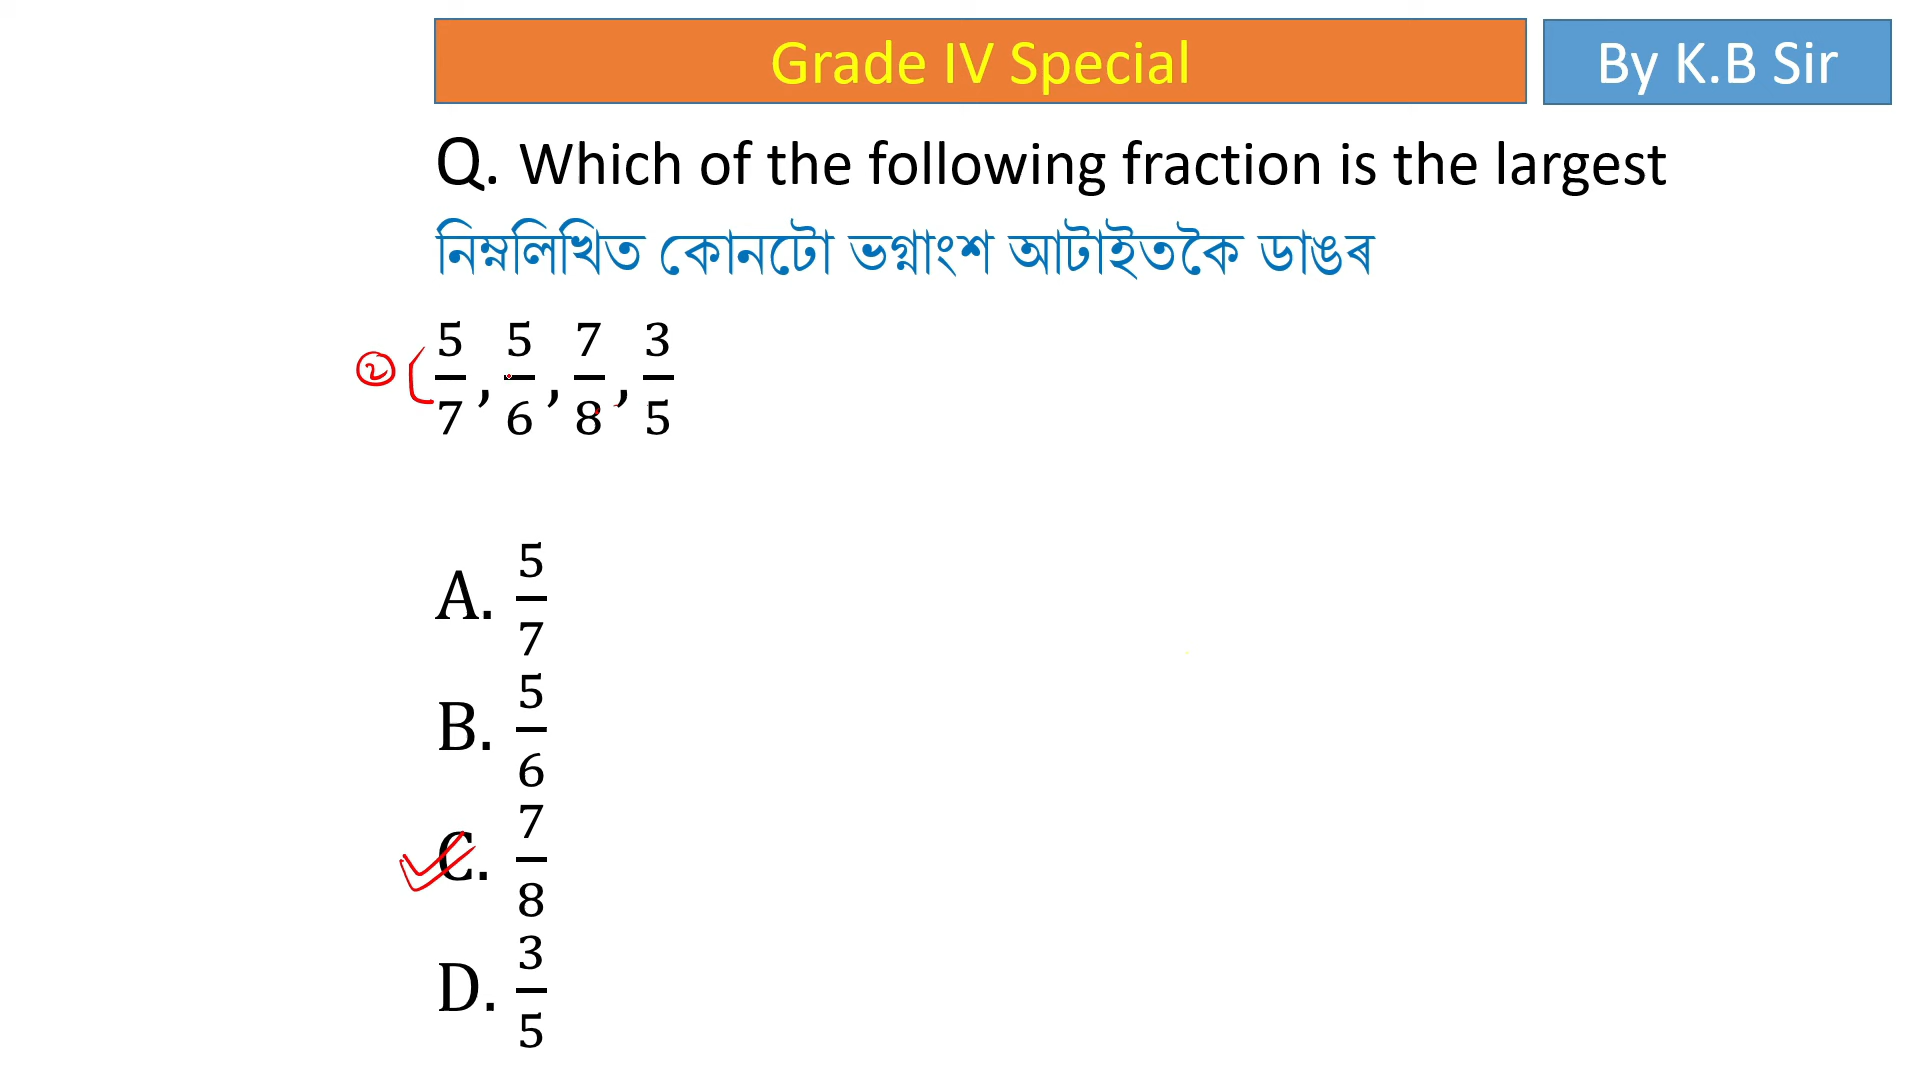 Grade IV Special
By K.B Sir
Q. Which of the following fraction is the largest
নিম্নলিখিত কোনটো ভগ্নাংশ আটাইতকৈ ডাঙৰ
② 5/7, 5/6, 7/8, 3/5
A. 5/7
B. 5/6
C. 7/8
D. 3/5